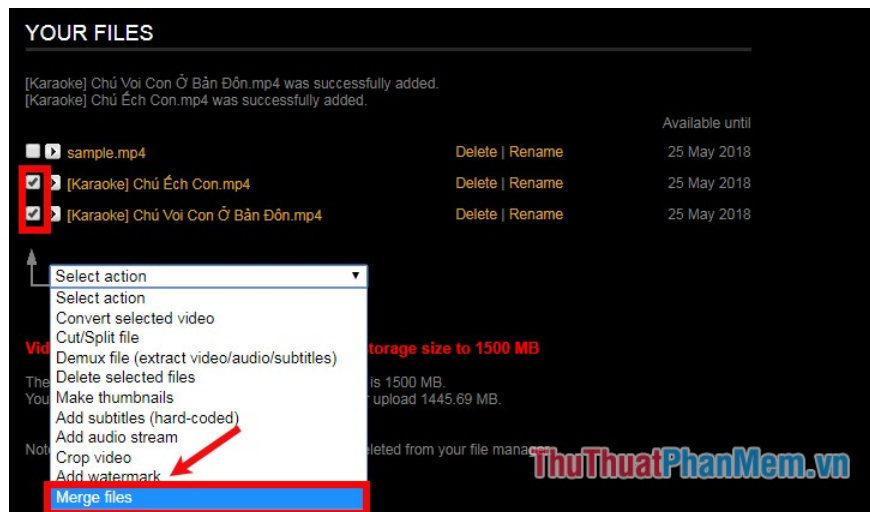 YOUR FILES
[Karaoke] Chú Voi Con Ở Bản Đôn.mp4 was successfully added.
[Karaoke] Chú Ếch Con.mp4 was successfully added.
Available until
sample.mp4 Delete | Rename 25 May 2018
[Karaoke] Chú Ếch Con.mp4 Delete | Rename 25 May 2018
[Karaoke] Chú Voi Con Ở Bản Đôn.mp4 Delete | Rename 25 May 2018
Select action
Select action
Convert selected video
Cut/Split file
Vid torage size to 1500 MB
Demux file (extract video/audio/subtitles)
Delete selected files
The is 1500 MB.
Make thumbnails
You upload 1445.69 MB.
Add subtitles (hard-coded)
Add audio stream
Not eleted from your file manager
Crop video
Add watermark
Merge files
ThuThuatPhanMem.vn